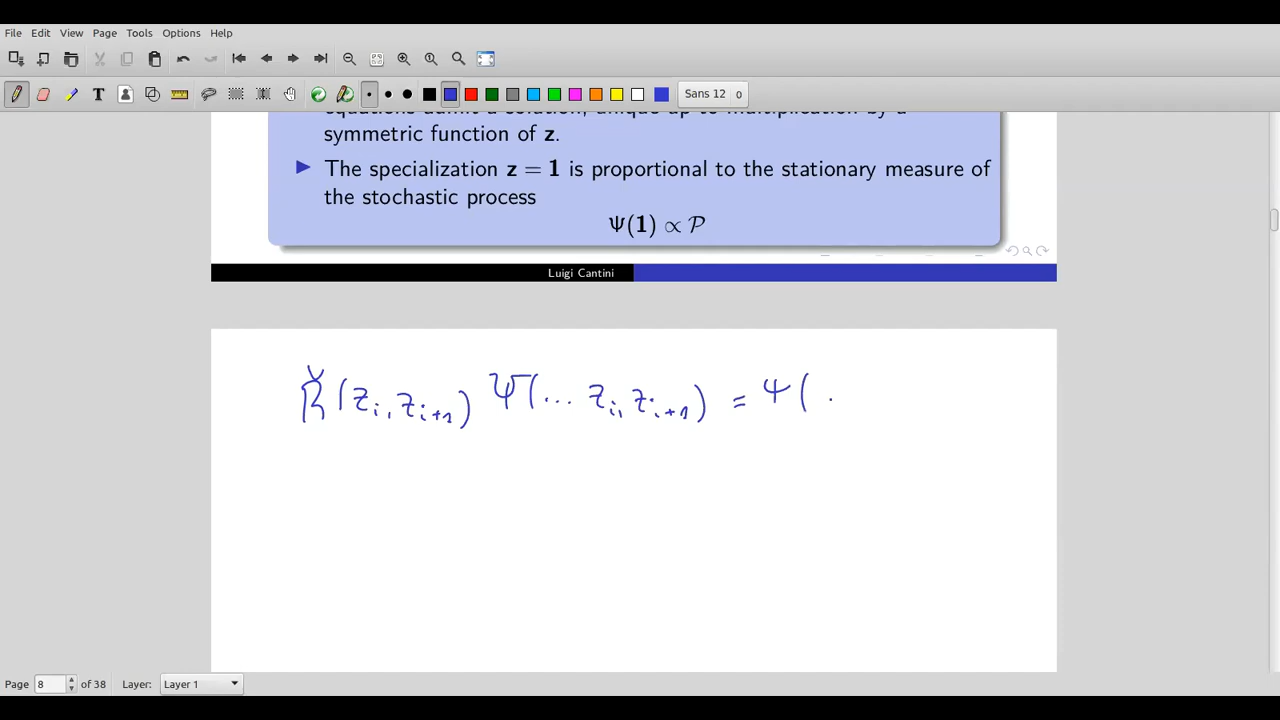 File Edit View Page Tools Options Help
Sans 12 0
symmetric function of z.
▶ The specialization z = 1 is proportional to the stationary measure of
the stochastic process
Ψ(1) ∝ 𝒫
Luigi Cantini
Ř(z_i, z_{i+1}) Ψ(... z_i, z_{i+1}) = Ψ( .
Page 8 of 38 Layer: Layer 1